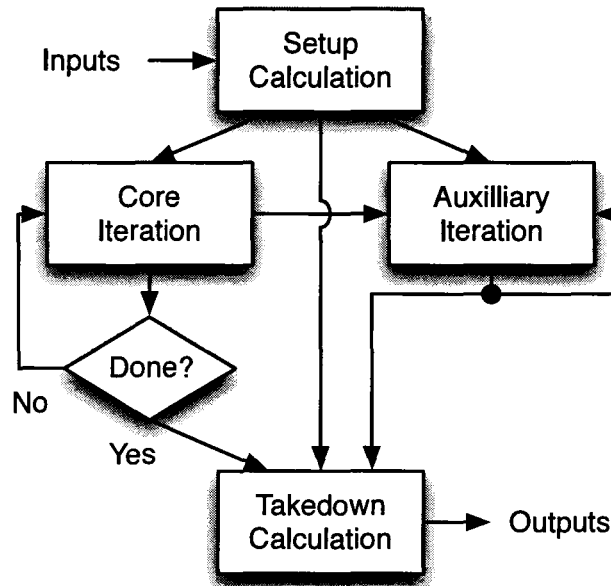 Inputs
Setup
Calculation
Core
Iteration
Auxilliary
Iteration
Done?
No
Yes
Takedown
Calculation
Outputs